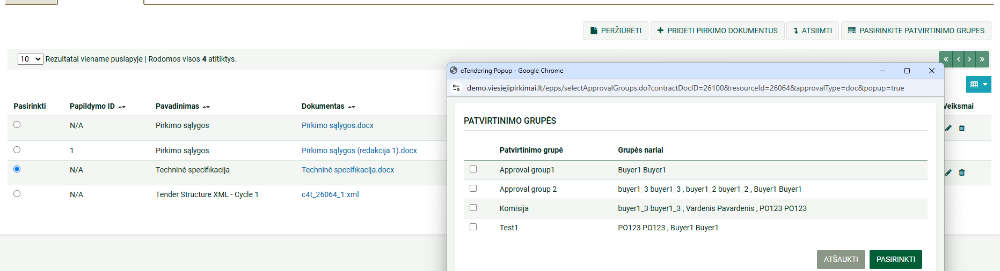 PERŽIŪRĖTI PRIDĖTI PIRKIMO DOKUMENTUS ATSIIMTI PASIRINKITE PATVIRTINIMO GRUPES
10 Rezultatai viename puslapyje | Rodomos visos 4 atitiktys.
Pasirinkti Papildymo ID Pavadinimas Dokumentas Veiksmai
N/A Pirkimo sąlygos Pirkimo sąlygos.docx
1 Pirkimo sąlygos Pirkimo sąlygos (redakcija 1).docx
N/A Techninė specifikacija Techninė specifikacija.docx
N/A Tender Structure XML - Cycle 1 c4t_26064_1.xml
eTendering Popup - Google Chrome
demo.viesiejipirkimai.lt/epps/selectApprovalGroups.do?contractDocID=26100&resourceId=26064&approvalType=doc&popup=true
PATVIRTINIMO GRUPĖS
Patvirtinimo grupė Grupės nariai
Approval group1 Buyer1 Buyer1
Approval group 2 buyer1_3 buyer1_3 , buyer1_2 buyer1_2 , Buyer1 Buyer1
Komisija buyer1_3 buyer1_3 , Vardenis Pavardenis , PO123 PO123
Test1 PO123 PO123 , Buyer1 Buyer1
ATŠAUKTI PASIRINKTI